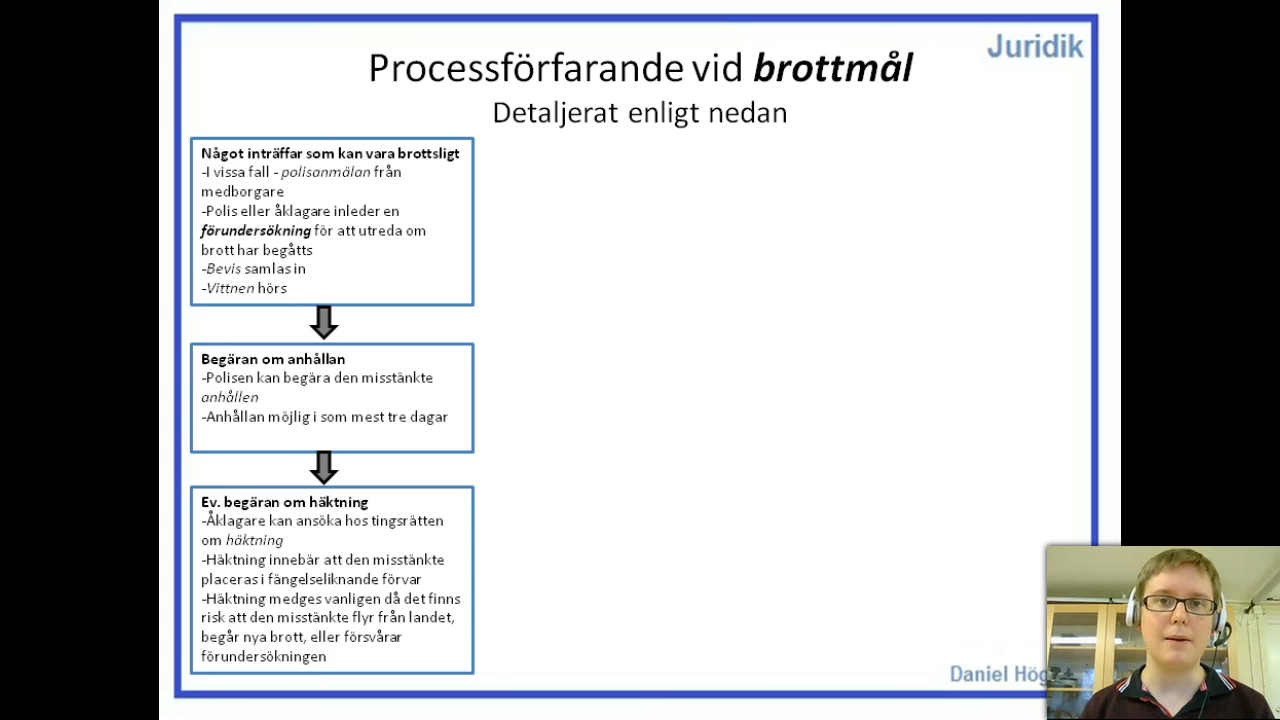 Juridik
Processförfarande vid brottmål
Detaljerat enligt nedan
Något inträffar som kan vara brottsligt
-I vissa fall - polisanmälan från
medborgare
-Polis eller åklagare inleder en
förundersökning för att utreda om
brott har begåtts
-Bevis samlas in
-Vittnen hörs
Begäran om anhållan
-Polisen kan begära den misstänkte
anhållen
-Anhållan möjlig i som mest tre dagar
Ev. begäran om häktning
-Åklagare kan ansöka hos tingsrätten
om häktning
-Häktning innebär att den misstänkte
placeras i fängelseliknande förvar
-Häktning medges vanligen då det finns
risk att den misstänkte flyr från landet,
begår nya brott, eller försvårar
förundersökningen
Daniel